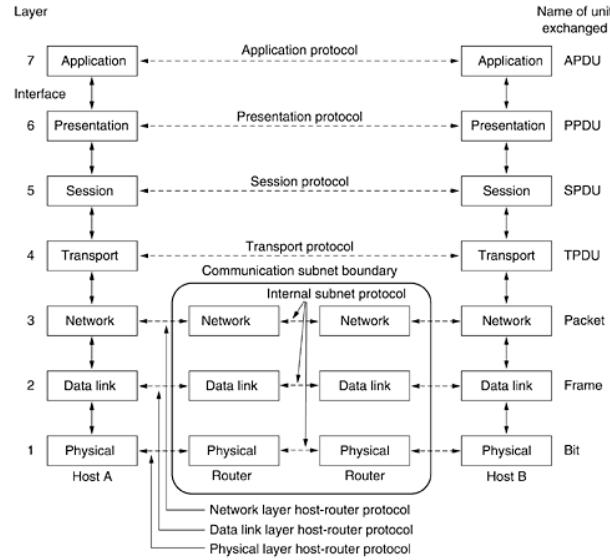 Layer
Name of unit
exchanged
7 Application Application protocol Application APDU
Interface
6 Presentation Presentation protocol Presentation PPDU
5 Session Session protocol Session SPDU
4 Transport Transport protocol Transport TPDU
Communication subnet boundary
Internal subnet protocol
3 Network Network Network Network Packet
2 Data link Data link Data link Data link Frame
1 Physical Physical Physical Physical Bit
Host A Router Router Host B
Network layer host-router protocol
Data link layer host-router protocol
Physical layer host-router protocol